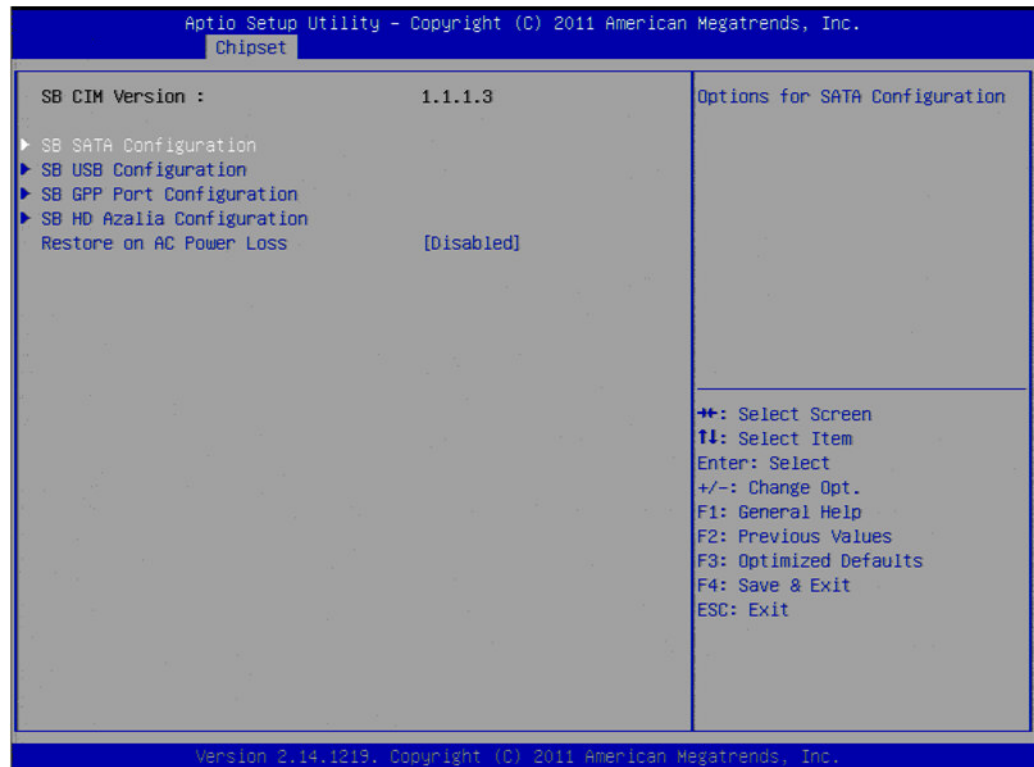 Aptio Setup Utility – Copyright (C) 2011 American Megatrends, Inc.
Chipset
SB CIM Version : 1.1.1.3
Options for SATA Configuration
▶ SB SATA Configuration
▶ SB USB Configuration
▶ SB GPP Port Configuration
▶ SB HD Azalia Configuration
Restore on AC Power Loss [Disabled]
→←: Select Screen
↑↓: Select Item
Enter: Select
+/-: Change Opt.
F1: General Help
F2: Previous Values
F3: Optimized Defaults
F4: Save & Exit
ESC: Exit
Version 2.14.1219. Copyright (C) 2011 American Megatrends, Inc.